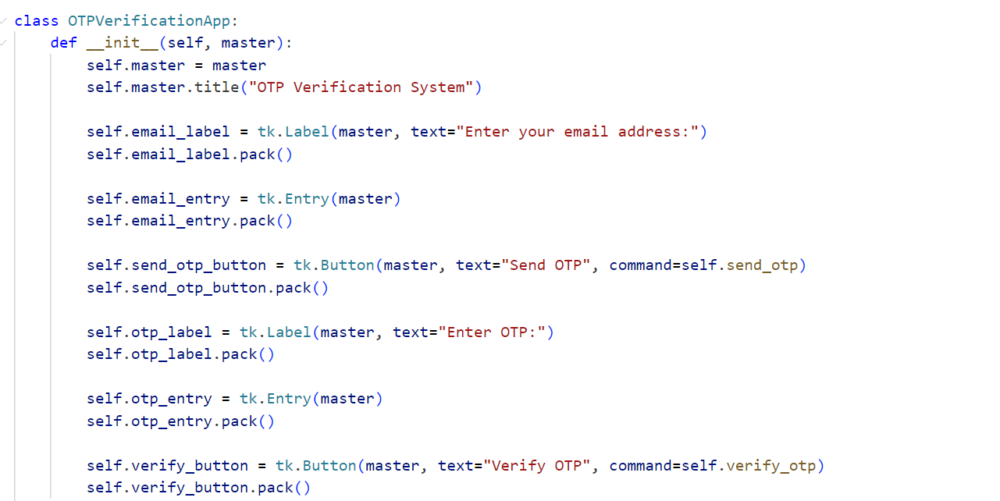 class OTPVerificationApp:
    def __init__(self, master):
        self.master = master
        self.master.title("OTP Verification System")

        self.email_label = tk.Label(master, text="Enter your email address:")
        self.email_label.pack()

        self.email_entry = tk.Entry(master)
        self.email_entry.pack()

        self.send_otp_button = tk.Button(master, text="Send OTP", command=self.send_otp)
        self.send_otp_button.pack()

        self.otp_label = tk.Label(master, text="Enter OTP:")
        self.otp_label.pack()

        self.otp_entry = tk.Entry(master)
        self.otp_entry.pack()

        self.verify_button = tk.Button(master, text="Verify OTP", command=self.verify_otp)
        self.verify_button.pack()